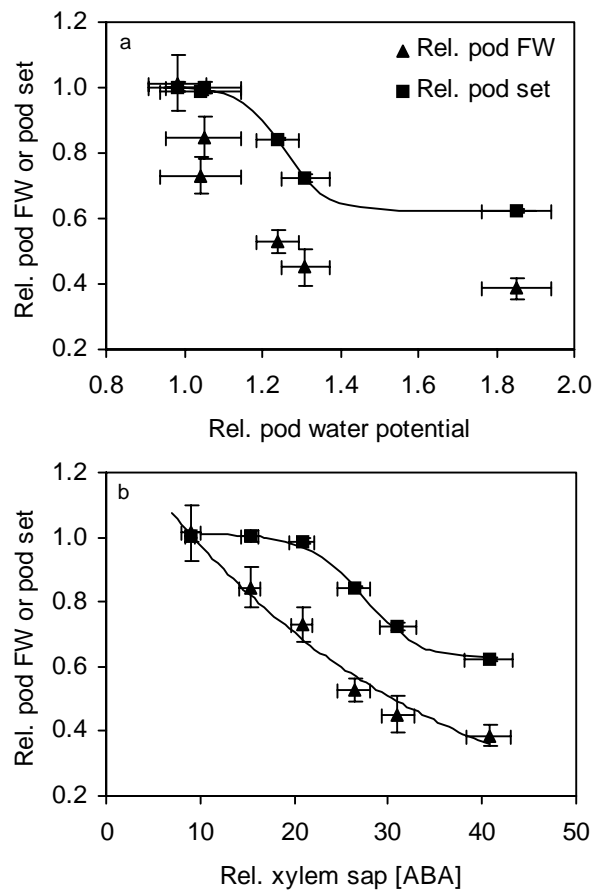 a
Rel. pod FW
Rel. pod set
Rel. pod FW or pod set
1.2
1.0
0.8
0.6
0.4
0.2
0.8 1.0 1.2 1.4 1.6 1.8 2.0
Rel. pod water potential
b
Rel. pod FW or pod set
1.2
1.0
0.8
0.6
0.4
0.2
0 10 20 30 40 50
Rel. xylem sap [ABA]